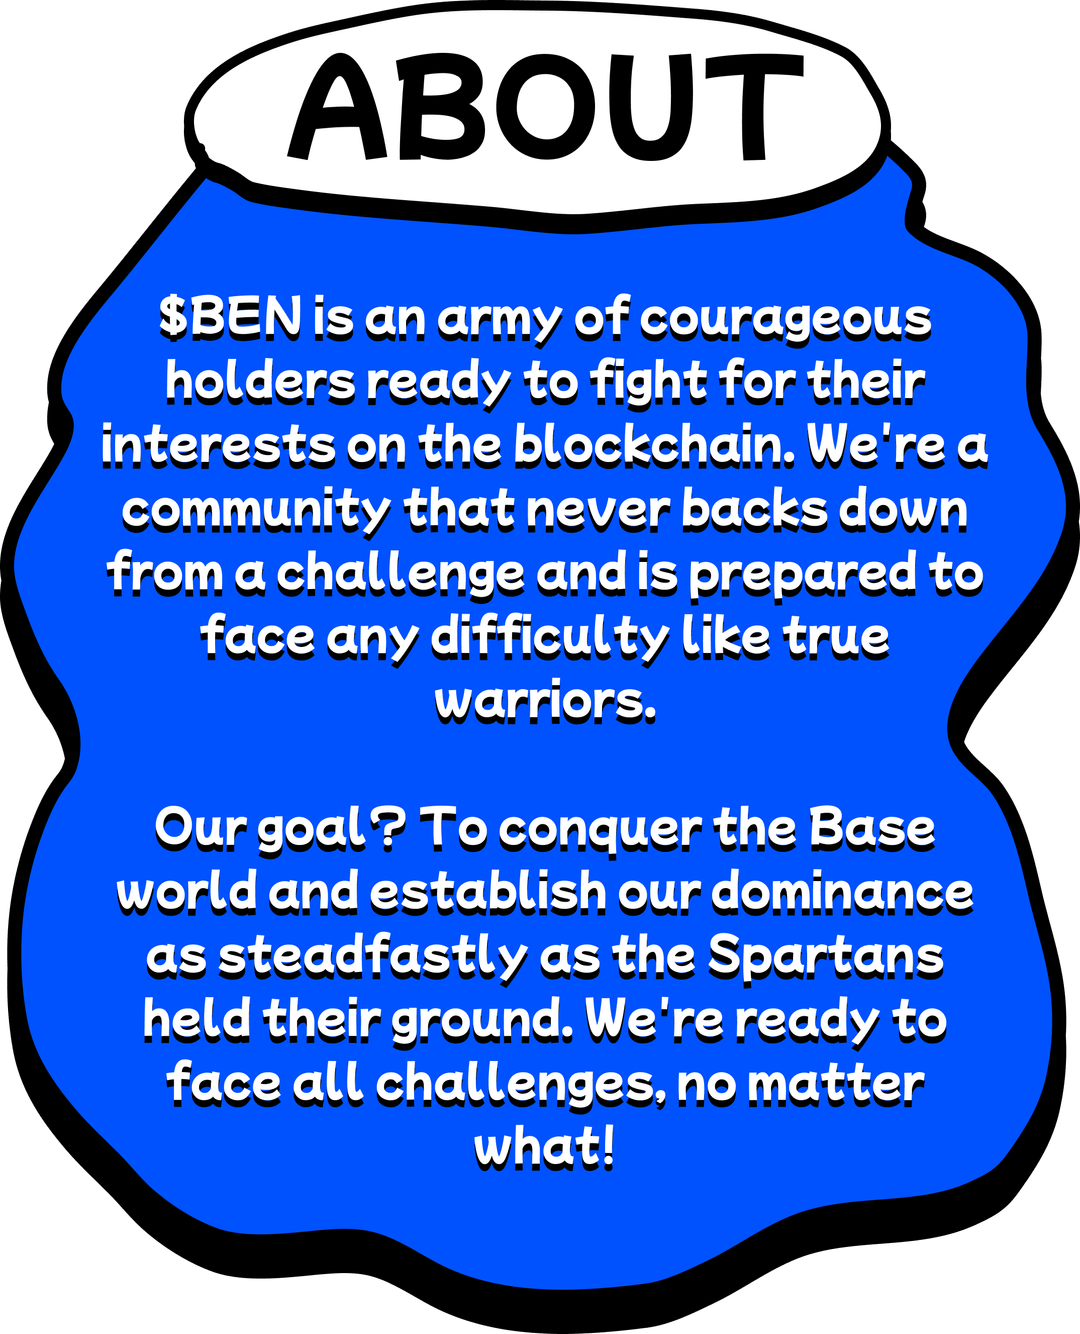 ABOUT
$BEN is an army of courageous
holders ready to fight for their
interests on the blockchain. We're a
community that never backs down
from a challenge and is prepared to
face any difficulty like true
warriors.
Our goal? To conquer the Base
world and establish our dominance
as steadfastly as the Spartans
held their ground. We're ready to
face all challenges, no matter
what!